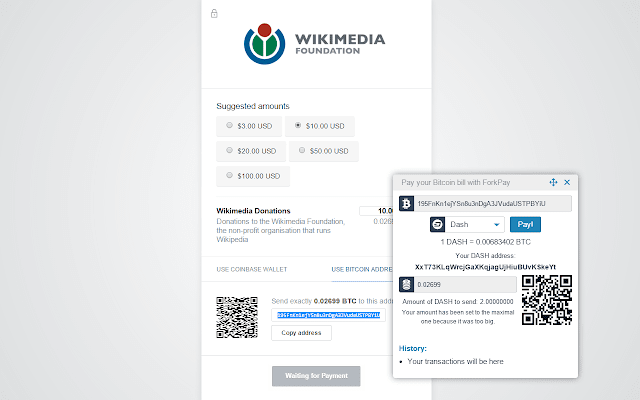 WIKIMEDIA
FOUNDATION
Suggested amounts
$3.00 USD
$10.00 USD
$20.00 USD
$50.00 USD
$100.00 USD
Wikimedia Donations
10.00
Donations to the Wikimedia Foundation,
the non-profit organisation that runs
Wikipedia
0.0269
USE COINBASE WALLET
USE BITCOIN ADDRE
Send exactly 0.02699 BTC to this addre
195FnKn1ejYSn8u3nDgA3JVudaUSTPBYiU
Copy address
Waiting for Payment
Pay your Bitcoin bill with ForkPay
195FnKn1ejYSn8u3nDgA3JVudaUSTPBYiU
Dash
Pay!
1 DASH = 0.00683402 BTC
Your DASH address:
XxT73KLqWrcjGaXKqjagUjHiuBUvKSkeYt
0.02699
Amount of DASH to send: 2.00000000
Your amount has been set to the maximal
one because it was too big.
History:
Your transactions will be here